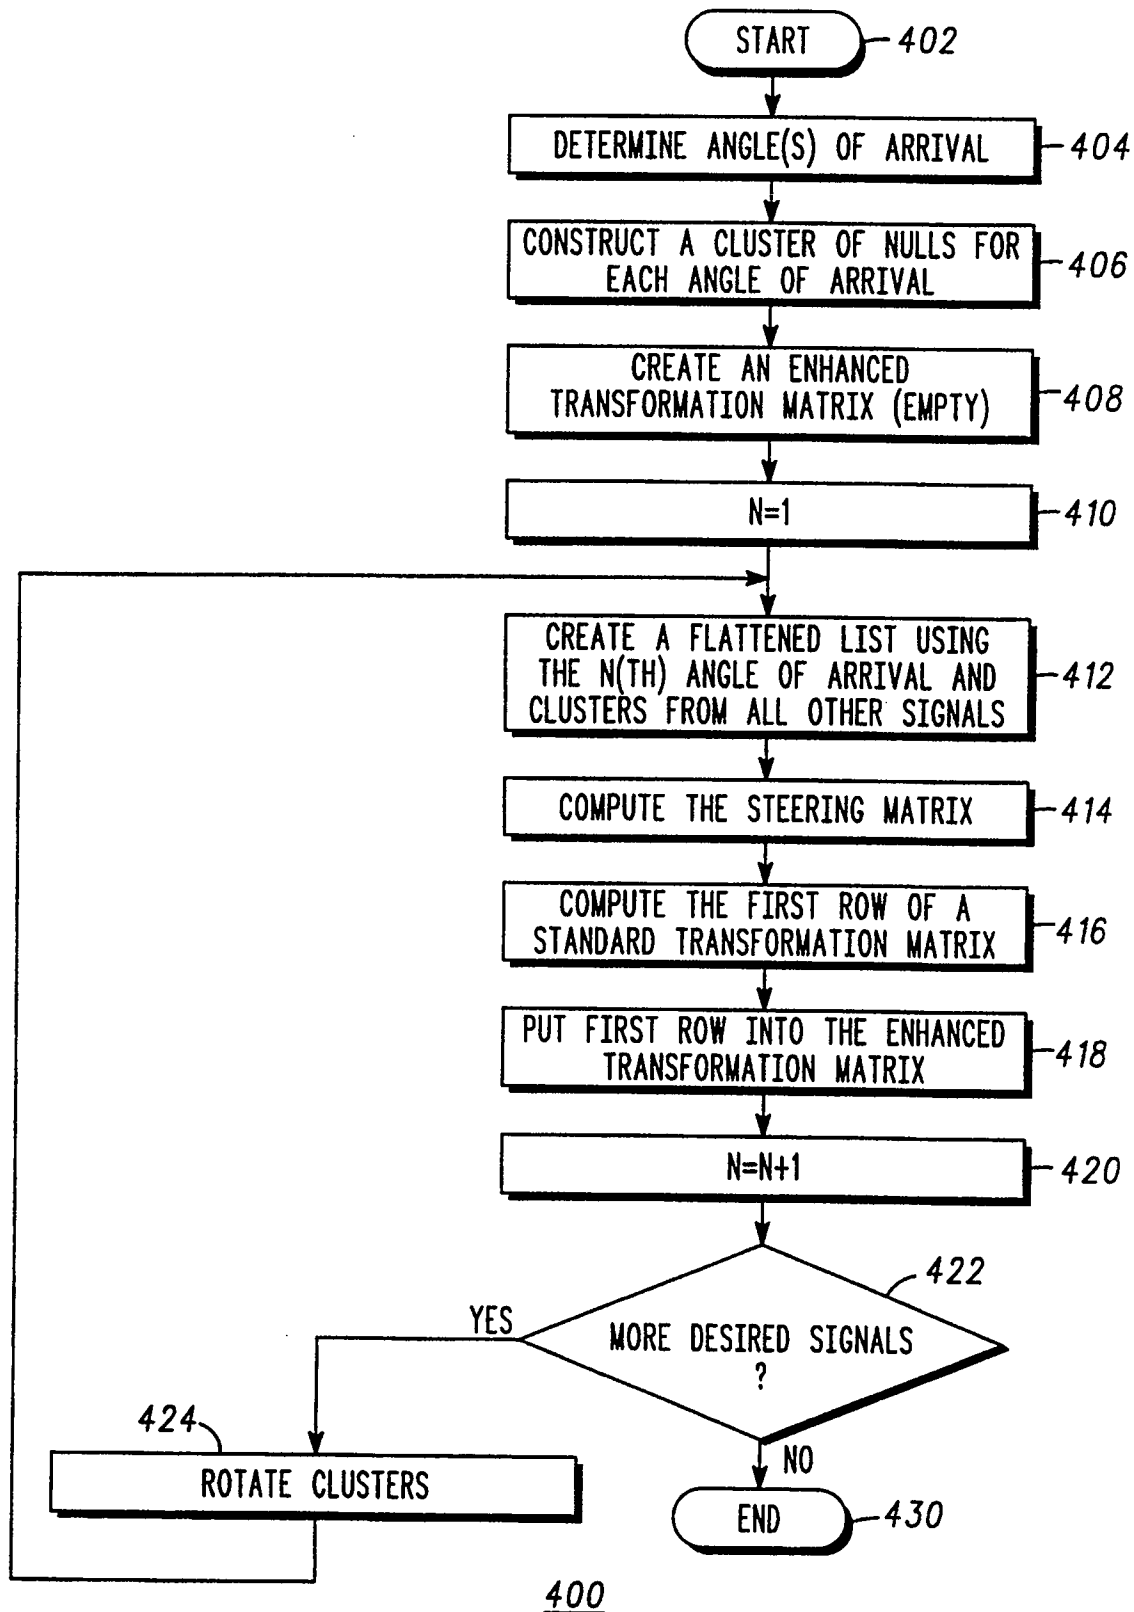 START
402
DETERMINE ANGLE(S) OF ARRIVAL
404
CONSTRUCT A CLUSTER OF NULLS FOR
EACH ANGLE OF ARRIVAL
406
CREATE AN ENHANCED
TRANSFORMATION MATRIX (EMPTY)
408
N=1
410
CREATE A FLATTENED LIST USING
THE N(TH) ANGLE OF ARRIVAL AND
CLUSTERS FROM ALL OTHER SIGNALS
412
COMPUTE THE STEERING MATRIX
414
COMPUTE THE FIRST ROW OF A
STANDARD TRANSFORMATION MATRIX
416
PUT FIRST ROW INTO THE ENHANCED
TRANSFORMATION MATRIX
418
N=N+1
420
422
YES
MORE DESIRED SIGNALS
?
424
ROTATE CLUSTERS
NO
END
430
400